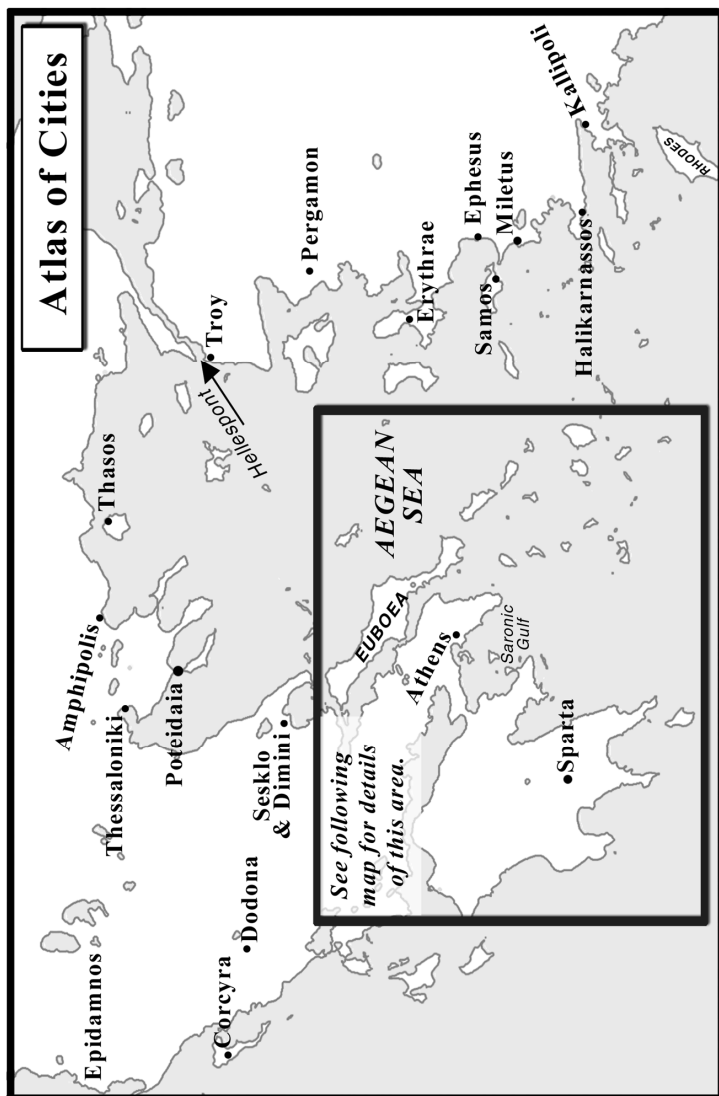 Atlas of Cities
Epidamnos
Corcyra
Dodona
Thessaloniki
Amphipolis
Poteidaia
Thasos
Sesklo
& Dimini
Hellespont
Troy
Pergamon
Erythrae
Ephesus
Miletus
Samos
Halikarnassos
Kallipoli
RHODES
AEGEAN
SEA
EUBOEA
Athens
Saronic
Gulf
Sparta
See following
map for details
of this area.